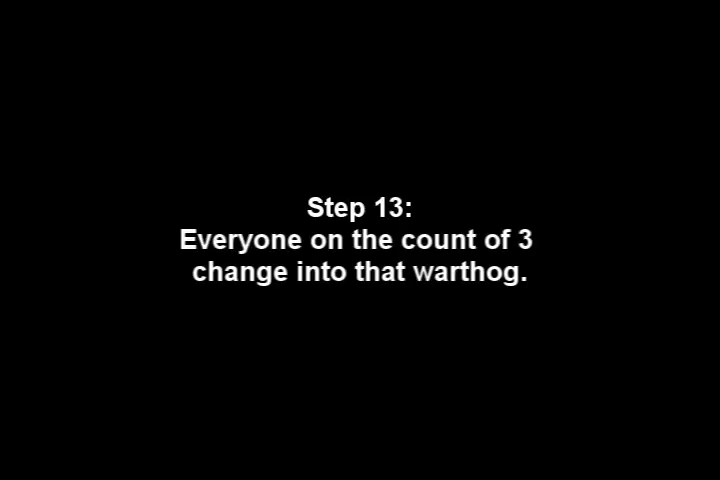 Step 13:
Everyone on the count of 3
change into that warthog.